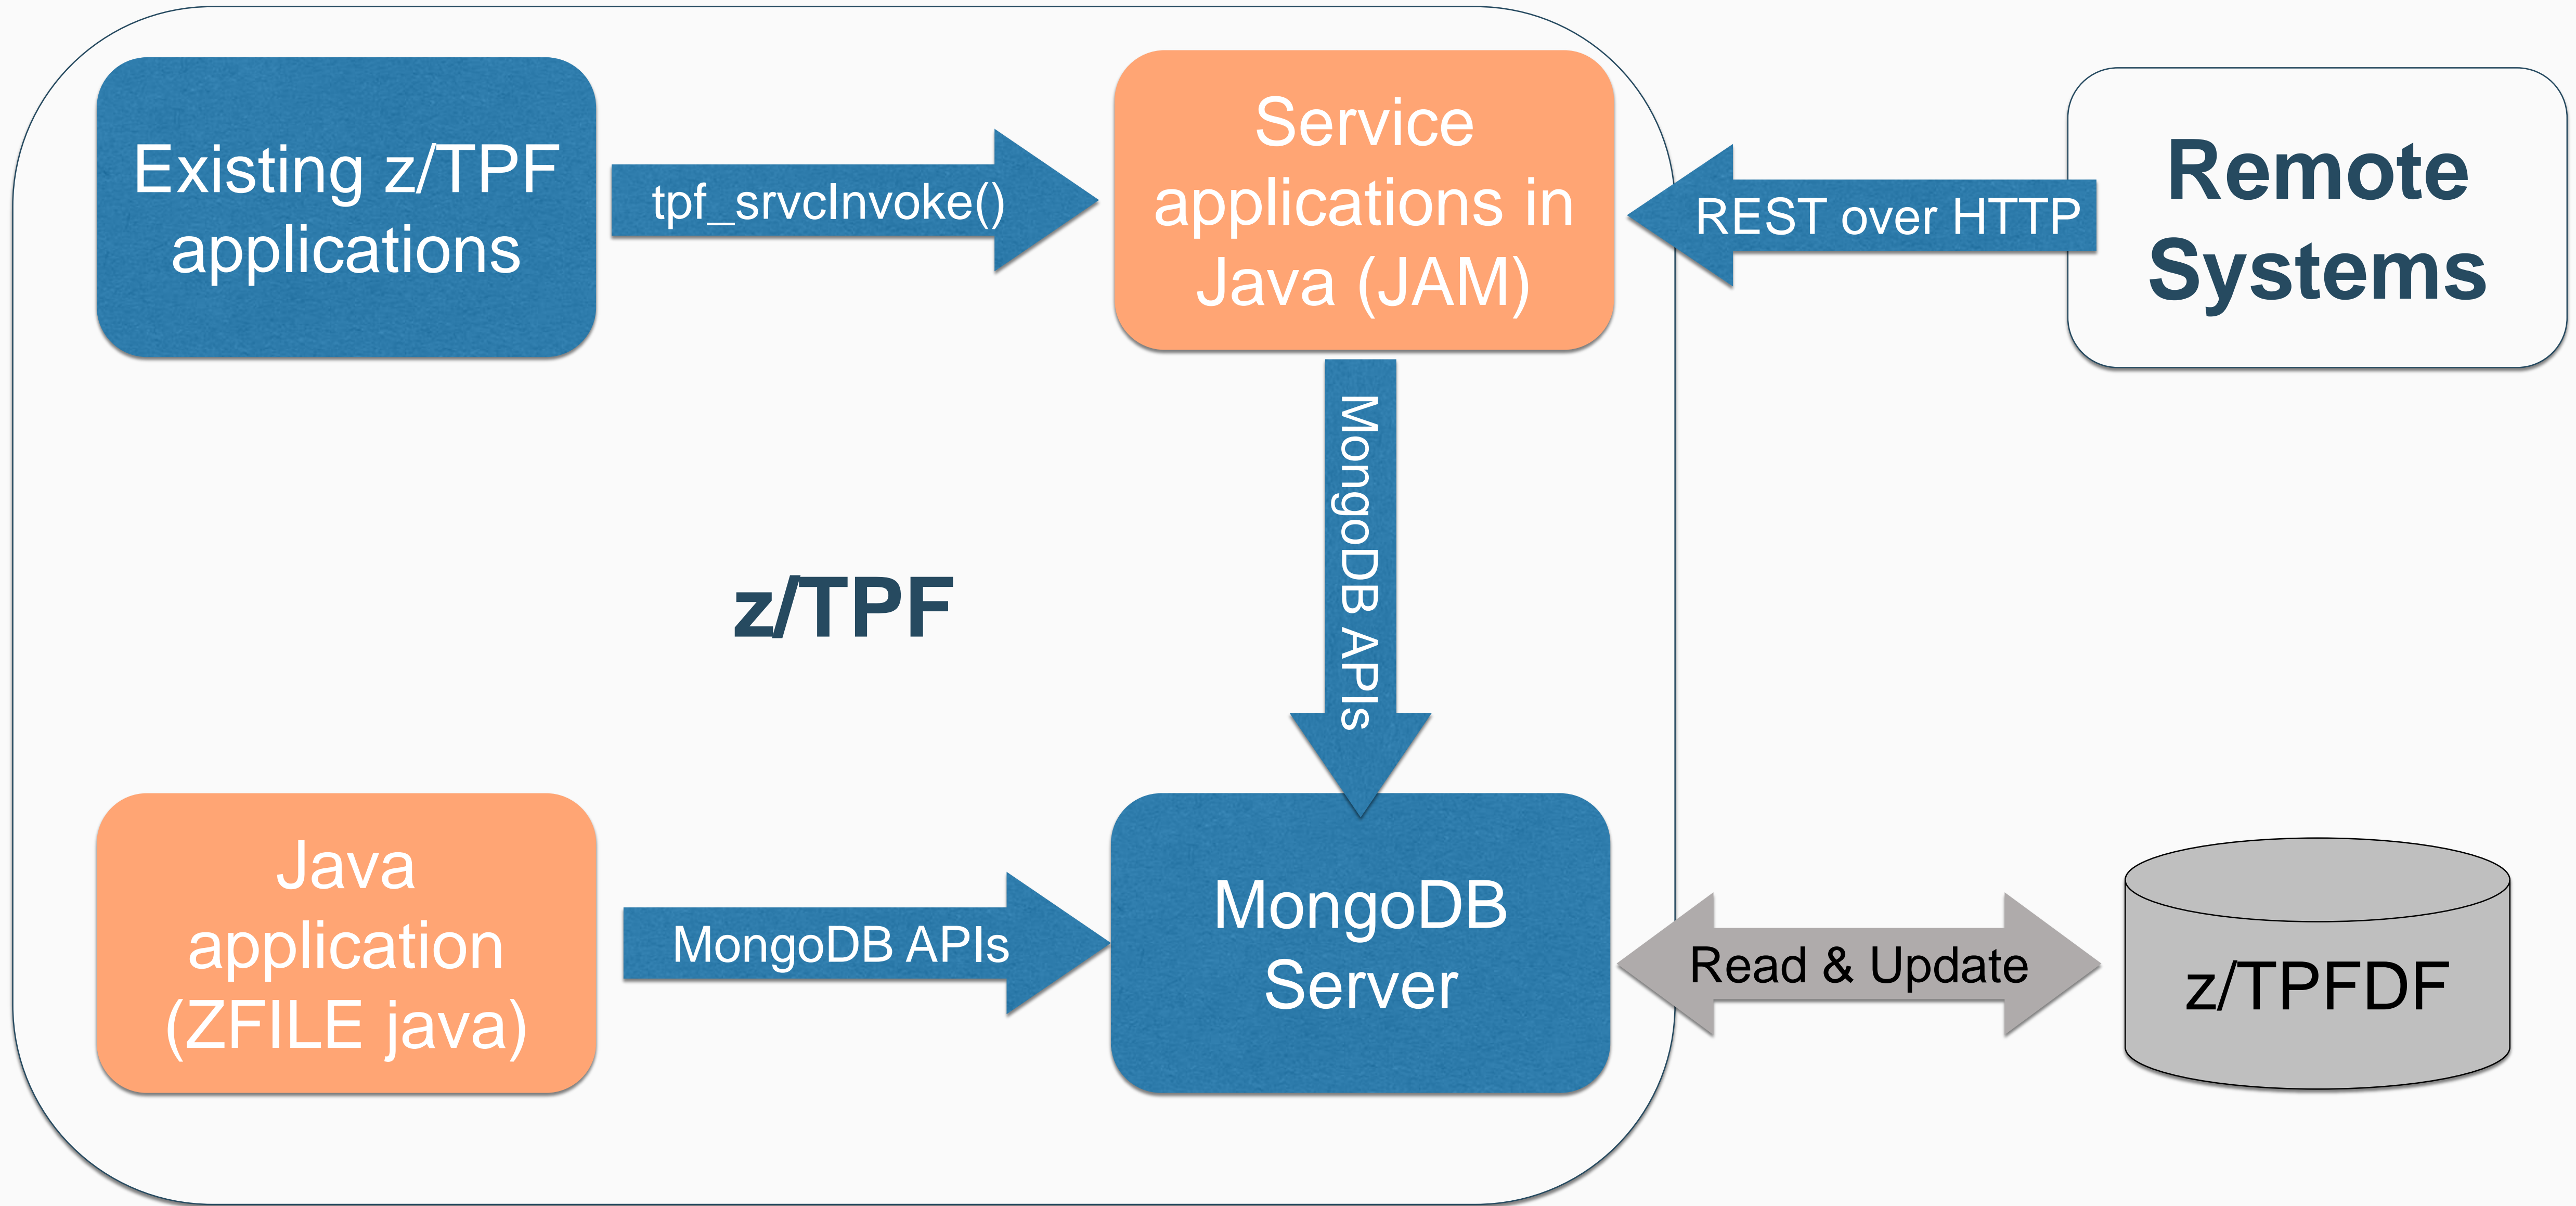 Existing z/TPF
applications
tpf_srvcInvoke()
Service
applications in
Java (JAM)
REST over HTTP
Remote
Systems
MongoDB APIs
z/TPF
Java
application
(ZFILE java)
MongoDB APIs
MongoDB
Server
Read & Update
z/TPFDF